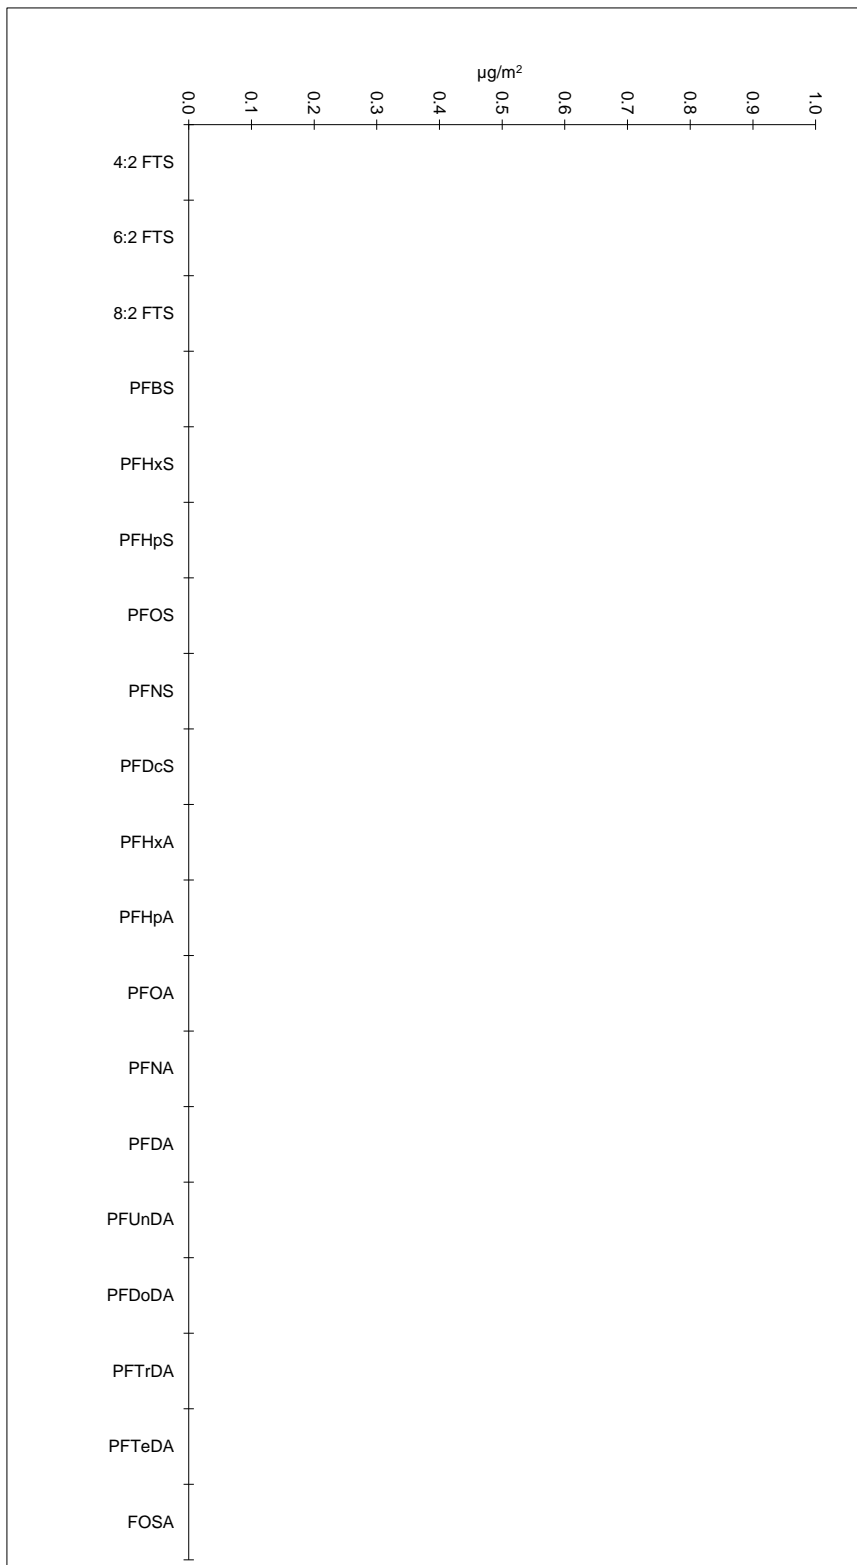 µg/m²
0.0
0.1
0.2
0.3
0.4
0.5
0.6
0.7
0.8
0.9
1.0
4:2 FTS
6:2 FTS
8:2 FTS
PFBS
PFHxS
PFHpS
PFOS
PFNS
PFDcS
PFHxA
PFHpA
PFOA
PFNA
PFDA
PFUnDA
PFDoDA
PFTrDA
PFTeDA
FOSA